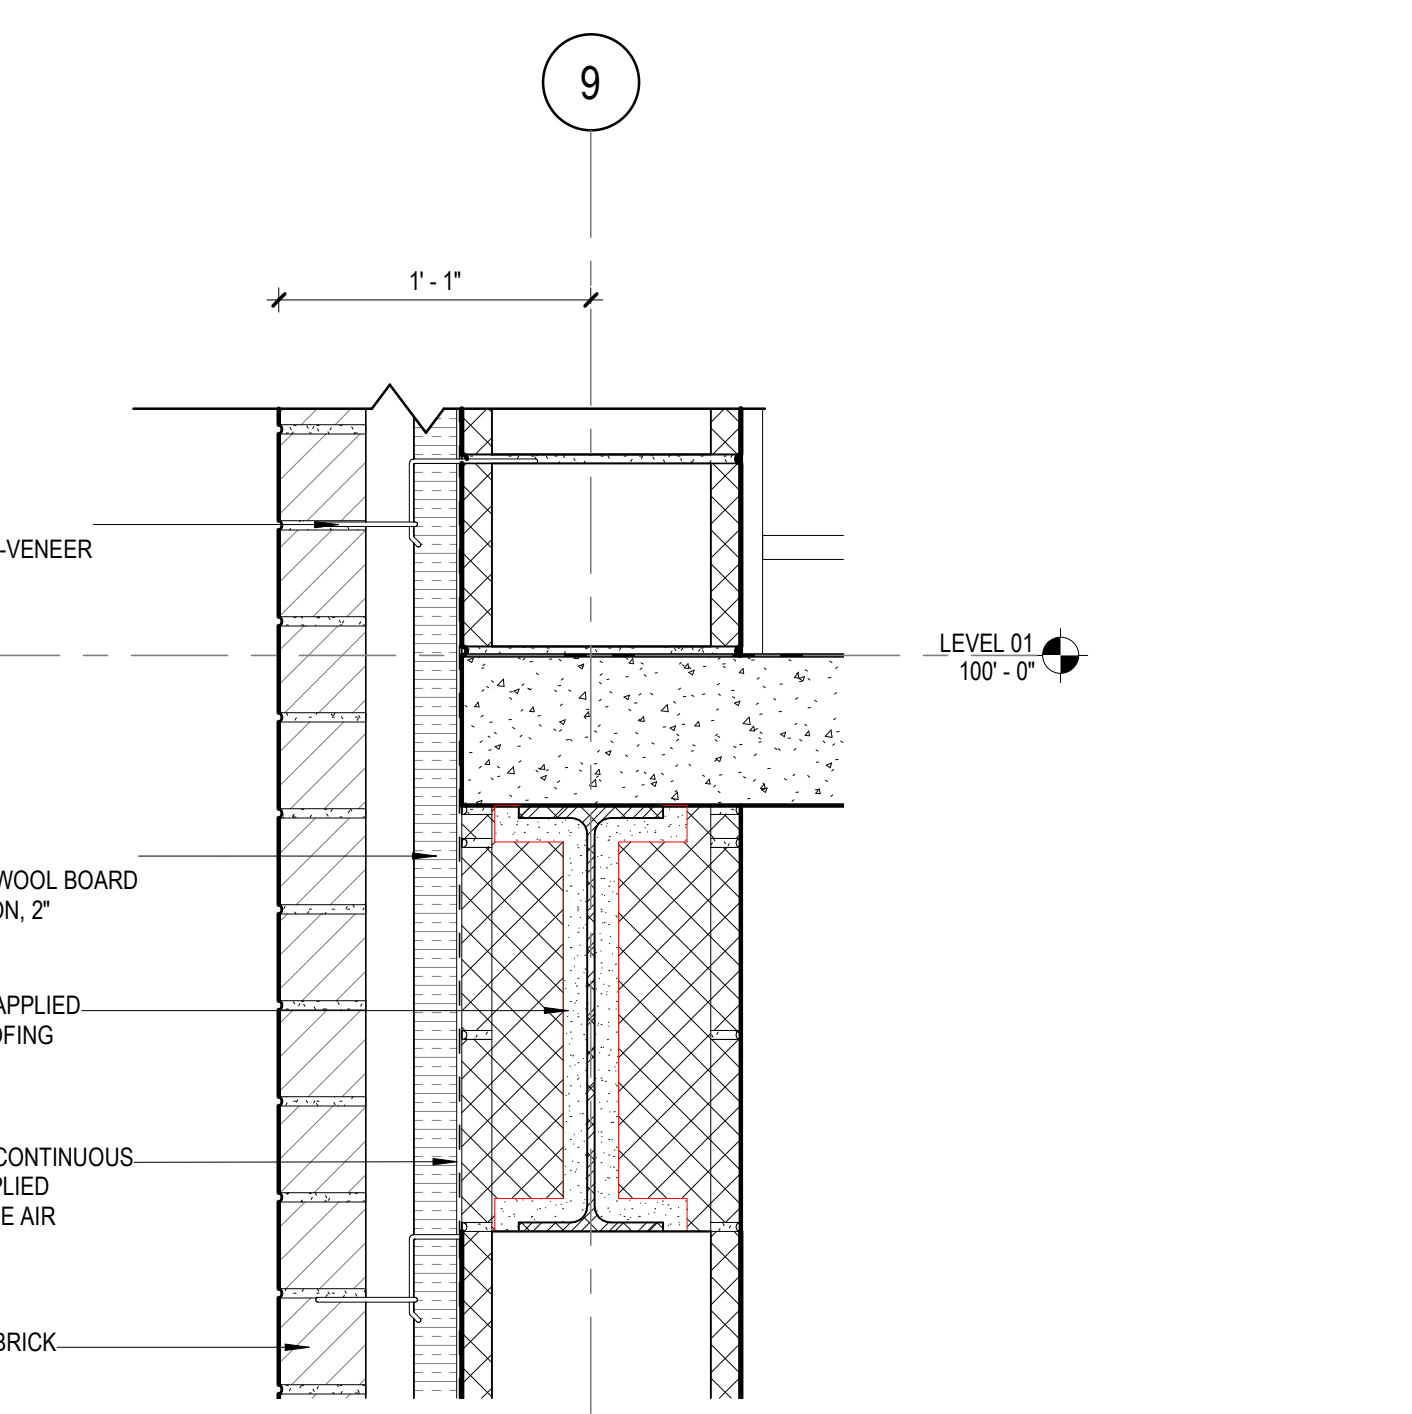 9
1' - 1"
-VENEER
LEVEL 01
100' - 0"
WOOL BOARD
ON, 2"
APPLIED
OFING
CONTINUOUS
PLIED
E AIR
BRICK